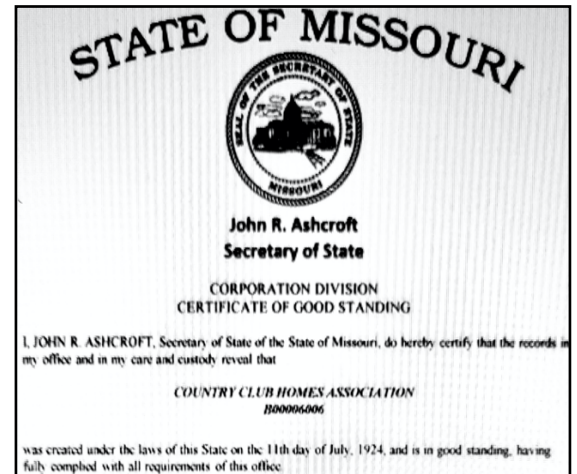 STATE OF MISSOURI
SEAL OF THE SECRETARY OF STATE
MISSOURI
John R. Ashcroft
Secretary of State
CORPORATION DIVISION
CERTIFICATE OF GOOD STANDING
I, JOHN R. ASHCROFT, Secretary of State of the State of Missouri, do hereby certify that the records in
my office and in my care and custody reveal that
COUNTRY CLUB HOMES ASSOCIATION
B00006006
was created under the laws of this State on the 11th day of July, 1924, and is in good standing, having
fully complied with all requirements of this office.